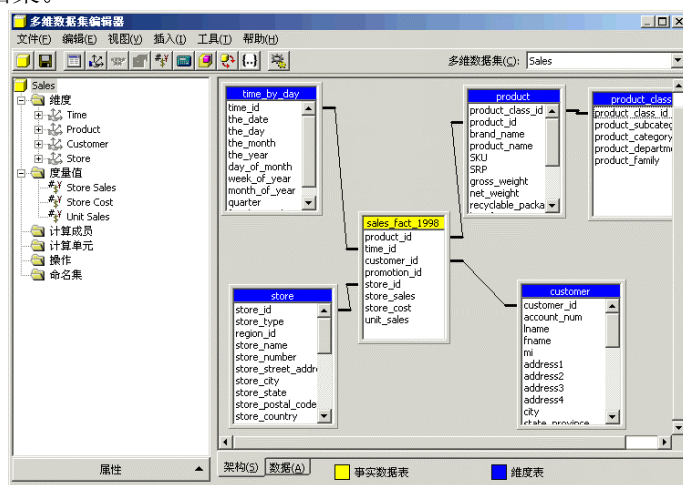 多维数据集编辑器
文件(F) 编辑(E) 视图(V) 插入(I) 工具(T) 帮助(H)
多维数据集(C): Sales
Sales
维度
Time
Product
Customer
Store
度量值
Store Sales
Store Cost
Unit Sales
计算成员
计算单元
操作
命名集
属性
time_by_day
time_id
the_date
the_day
the_month
the_year
day_of_month
week_of_year
month_of_year
quarter
product
product_class_id
product_id
brand_name
product_name
SKU
SRP
gross_weight
net_weight
recyclable_packa
product_class
product_class_id
product_subcateg
product_category
product_departme
product_family
sales_fact_1998
product_id
time_id
customer_id
promotion_id
store_id
store_sales
store_cost
unit_sales
store
store_id
store_type
region_id
store_name
store_number
store_street_addr
store_city
store_state
store_postal_code
store_country
customer
customer_id
account_num
lname
fname
mi
address1
address2
address3
address4
city
state_province
架构(S) 数据(A)
事实数据表
维度表